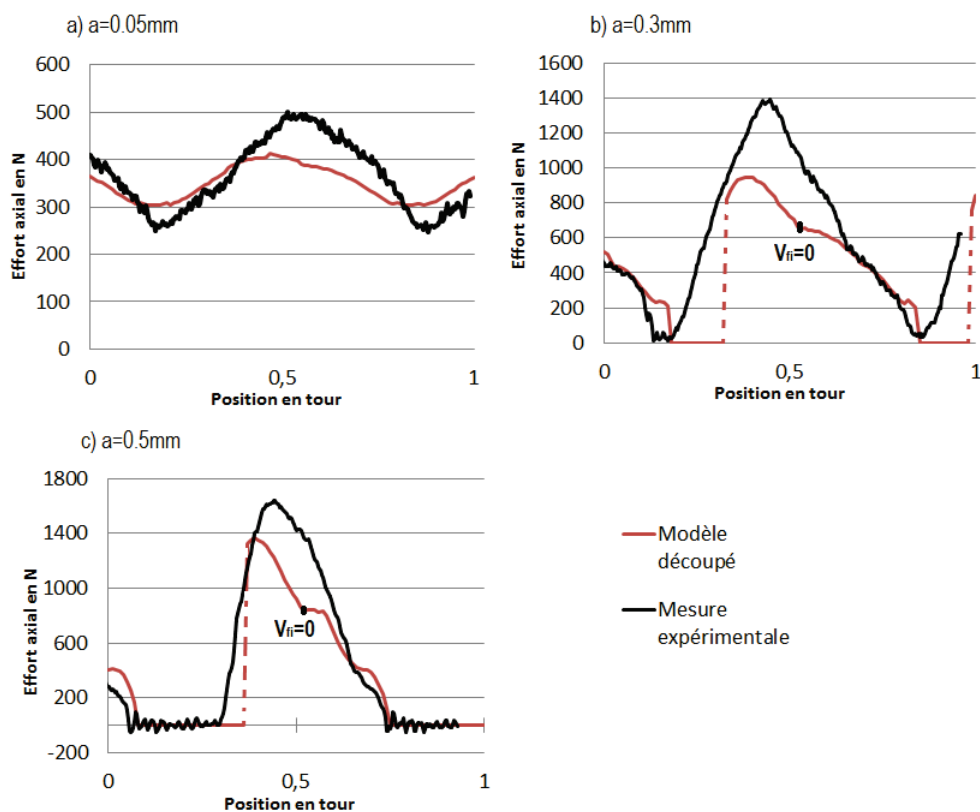 a) a=0.05mm
600
500
400
300
200
100
0
Effort axial en N
0
0,5
1
Position en tour
b) a=0.3mm
1600
1400
1200
1000
800
600
400
200
0
Effort axial en N
Vfi=0
0
0,5
1
Position en tour
c) a=0.5mm
1800
1400
1000
600
200
-200
Effort axial en N
Vfi=0
0
0,5
1
Position en tour
Modèle
découpé
Mesure
expérimentale